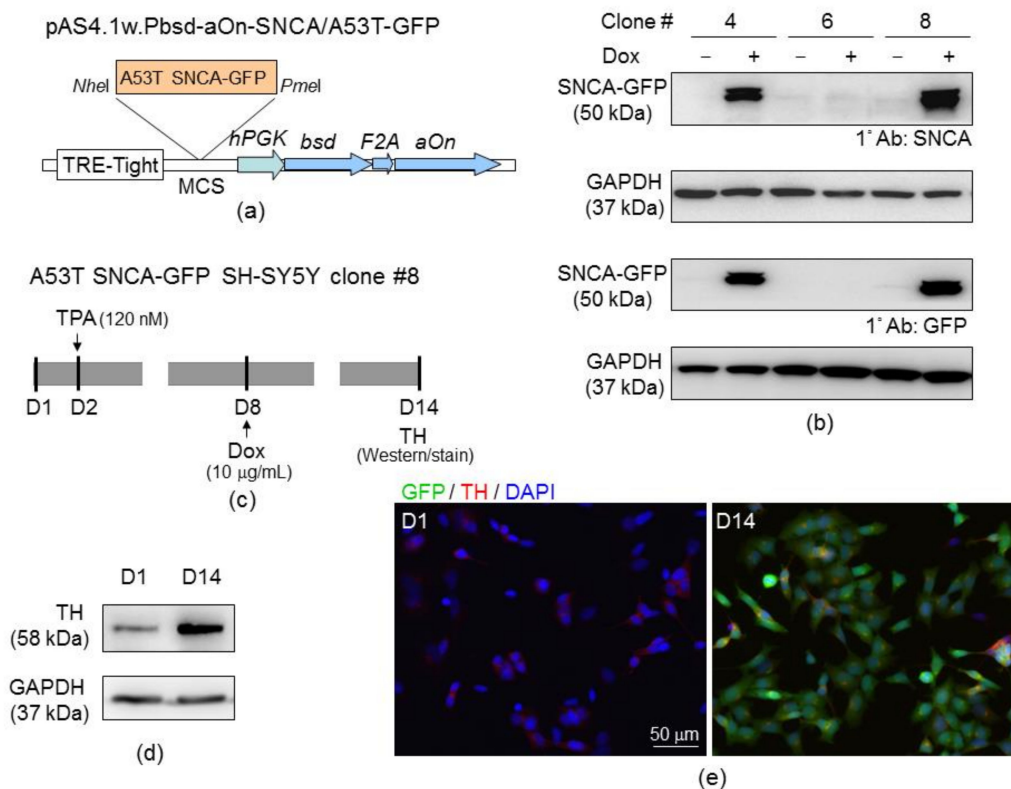 pAS4.1w.Pbsd-aOn-SNCA/A53T-GFP
A53T SNCA-GFP
NheI
PmeI
hPGK bsd F2A aOn
TRE-Tight
MCS
(a)
Clone # 4 6 8
Dox − + − + − +
SNCA-GFP
(50 kDa)
1˚ Ab: SNCA
GAPDH
(37 kDa)
SNCA-GFP
(50 kDa)
1˚ Ab: GFP
GAPDH
(37 kDa)
(b)
A53T SNCA-GFP SH-SY5Y clone #8
TPA (120 nM)
D1 D2 D8 D14
Dox
(10 μg/mL)
TH
(Western/stain)
(c)
D1 D14
TH
(58 kDa)
GAPDH
(37 kDa)
(d)
GFP / TH / DAPI
D1
D14
50 μm
(e)